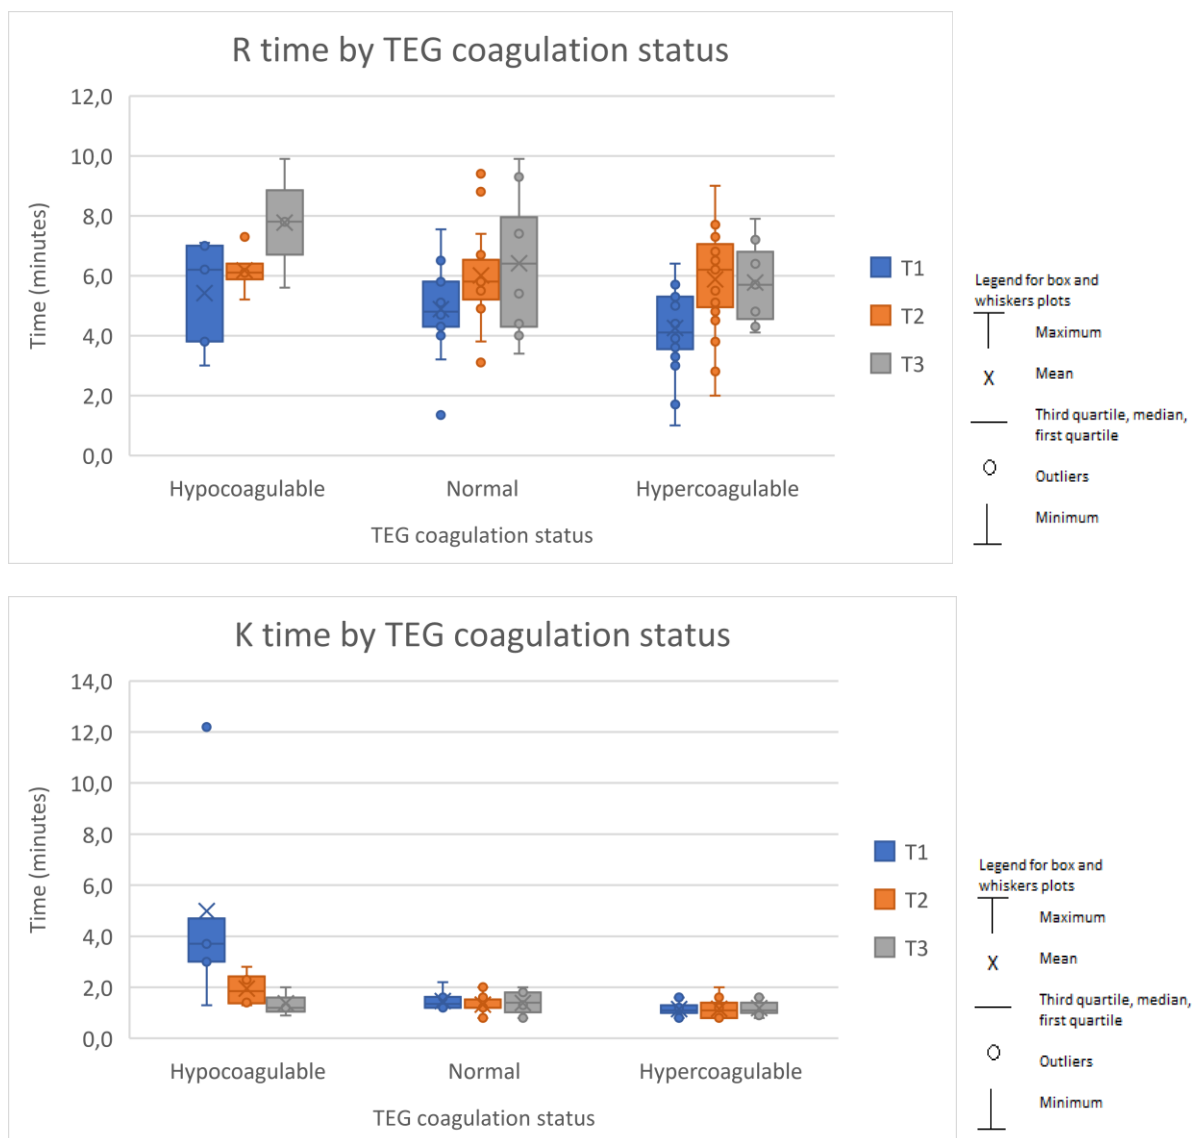 R time by TEG coagulation status
12,0
10,0
8,0
6,0
4,0
2,0
0,0
Time (minutes)
Hypocoagulable
Normal
Hypercoagulable
TEG coagulation status
T1
T2
T3
Legend for box and
whiskers plots
Maximum
X
Mean
Third quartile, median,
first quartile
Outliers
Minimum
K time by TEG coagulation status
14,0
12,0
10,0
8,0
6,0
4,0
2,0
0,0
Time (minutes)
Hypocoagulable
Normal
Hypercoagulable
TEG coagulation status
T1
T2
T3
Legend for box and
whiskers plots
Maximum
X
Mean
Third quartile, median,
first quartile
Outliers
Minimum